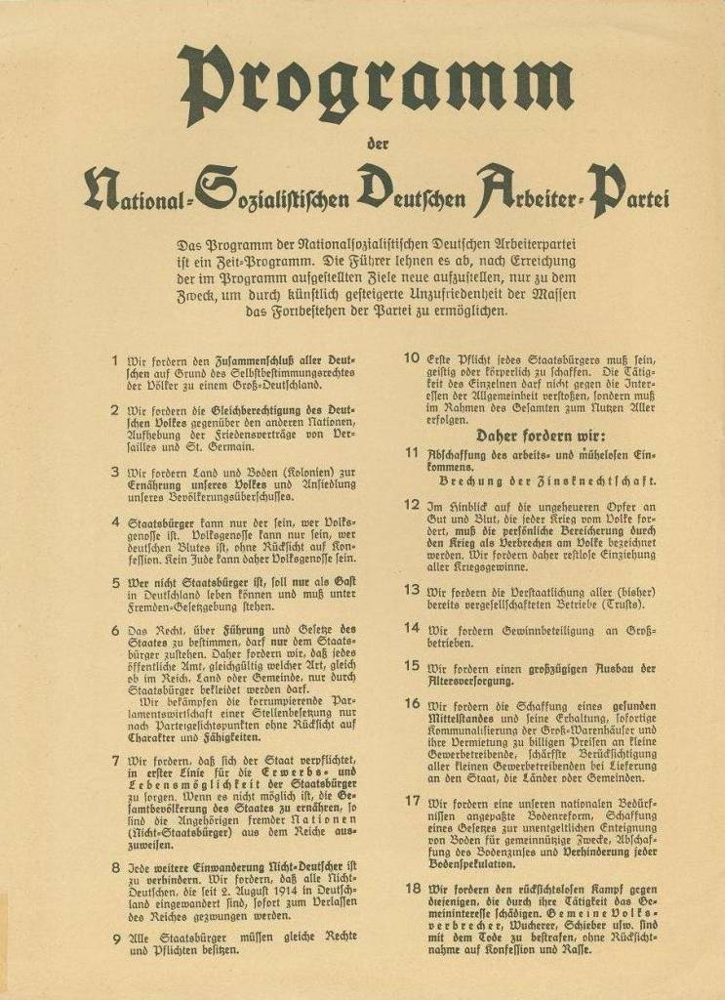 Programm
der
National-Sozialistischen Deutschen Arbeiter-Partei
Das Programm der Nationalsozialistischen Deutschen Arbeiterpartei
ist ein Zeit-Programm. Die Führer lehnen es ab, nach Erreichung
der im Programm aufgestellten Ziele neue aufzustellen, nur zu dem
Zweck, um durch künstlich gesteigerte Unzufriedenheit der Massen
das Fortbestehen der Partei zu ermöglichen.
1 Wir fordern den Zusammenschluß aller Deut-
schen auf Grund des Selbstbestimmungsrechtes
der Völker zu einem Groß-Deutschland.
2 Wir fordern die Gleichberechtigung des Deut-
schen Volkes gegenüber den anderen Nationen,
Aufhebung der Friedensverträge von Ver-
sailles und St. Germain.
3 Wir fordern Land und Boden (Kolonien) zur
Ernährung unseres Volkes und Ansiedlung
unseres Bevölkerungsüberschusses.
4 Staatsbürger kann nur der sein, wer Volks-
genosse ist. Volksgenosse kann nur sein, wer
deutschen Blutes ist, ohne Rücksicht auf Kon-
fession. Kein Jude kann daher Volksgenosse sein.
5 Wer nicht Staatsbürger ist, soll nur als Gast
in Deutschland leben können und muß unter
Fremden-Gesetzgebung stehen.
6 Das Recht, über Führung und Gesetze des
Staates zu bestimmen, darf nur dem Staats-
bürger zustehen. Daher fordern wir, daß jedes
öffentliche Amt, gleichgültig welcher Art, gleich
ob im Reich, Land oder Gemeinde, nur durch
Staatsbürger bekleidet werden darf.
Wir bekämpfen die korrumpierende Par-
lamentswirtschaft einer Stellenbesetzung nur
nach Parteigesichtspunkten ohne Rücksicht auf
Charakter und Fähigkeiten.
7 Wir fordern, daß sich der Staat verpflichtet,
in erster Linie für die Erwerbs- und
Lebensmöglichkeit der Staatsbürger
zu sorgen. Wenn es nicht möglich ist, die Ge-
samtbevölkerung des Staates zu ernähren, so
sind die Angehörigen fremder Nationen
(Nicht-Staatsbürger) aus dem Reiche aus-
zuweisen.
8 Jede weitere Einwanderung Nicht-Deutscher ist
zu verhindern. Wir fordern, daß alle Nicht-
Deutschen, die seit 2. August 1914 in Deutsch-
land eingewandert sind, sofort zum Verlassen
des Reiches gezwungen werden.
9 Alle Staatsbürger müssen gleiche Rechte
und Pflichten besitzen.
10 Erste Pflicht jedes Staatsbürgers muß sein,
geistig oder körperlich zu schaffen. Die Tätig-
keit des Einzelnen darf nicht gegen die Inter-
essen der Allgemeinheit verstoßen, sondern muß
im Rahmen des Gesamten zum Nutzen Aller
erfolgen.
Daher fordern wir:
11 Abschaffung des arbeits- und mühelosen Ein-
kommens.
Brechung der Zinsknechtschaft.
12 Im Hinblick auf die ungeheueren Opfer an
Gut und Blut, die jeder Krieg vom Volke for-
dert, muß die persönliche Bereicherung durch
den Krieg als Verbrechen am Volke bezeichnet
werden. Wir fordern daher restlose Einziehung
aller Kriegsgewinne.
13 Wir fordern die Verstaatlichung aller (bisher)
bereits vergesellschafteten Betriebe (Trusts).
14 Wir fordern Gewinnbeteiligung an Groß-
betrieben.
15 Wir fordern einen großzügigen Ausbau der
Altersversorgung.
16 Wir fordern die Schaffung eines gesunden
Mittelstandes und seine Erhaltung, sofortige
Kommunalisierung der Groß-Warenhäuser und
ihre Vermietung zu billigen Preisen an kleine
Gewerbetreibende, schärfste Berücksichtigung
aller kleinen Gewerbetreibenden bei Lieferung
an den Staat, die Länder oder Gemeinden.
17 Wir fordern eine unseren nationalen Bedürf-
nissen angepaßte Bodenreform, Schaffung
eines Gesetzes zur unentgeltlichen Enteignung
von Boden für gemeinnützige Zwecke, Abschaf-
fung des Bodenzinses und Verhinderung jeder
Bodenspekulation.
18 Wir fordern den rücksichtslosen Kampf gegen
diejenigen, die durch ihre Tätigkeit das Ge-
meininteresse schädigen. Gemeine Volks-
verbrecher, Wucherer, Schieber usw. sind
mit dem Tode zu bestrafen, ohne Rücksicht-
nahme auf Konfession und Rasse.